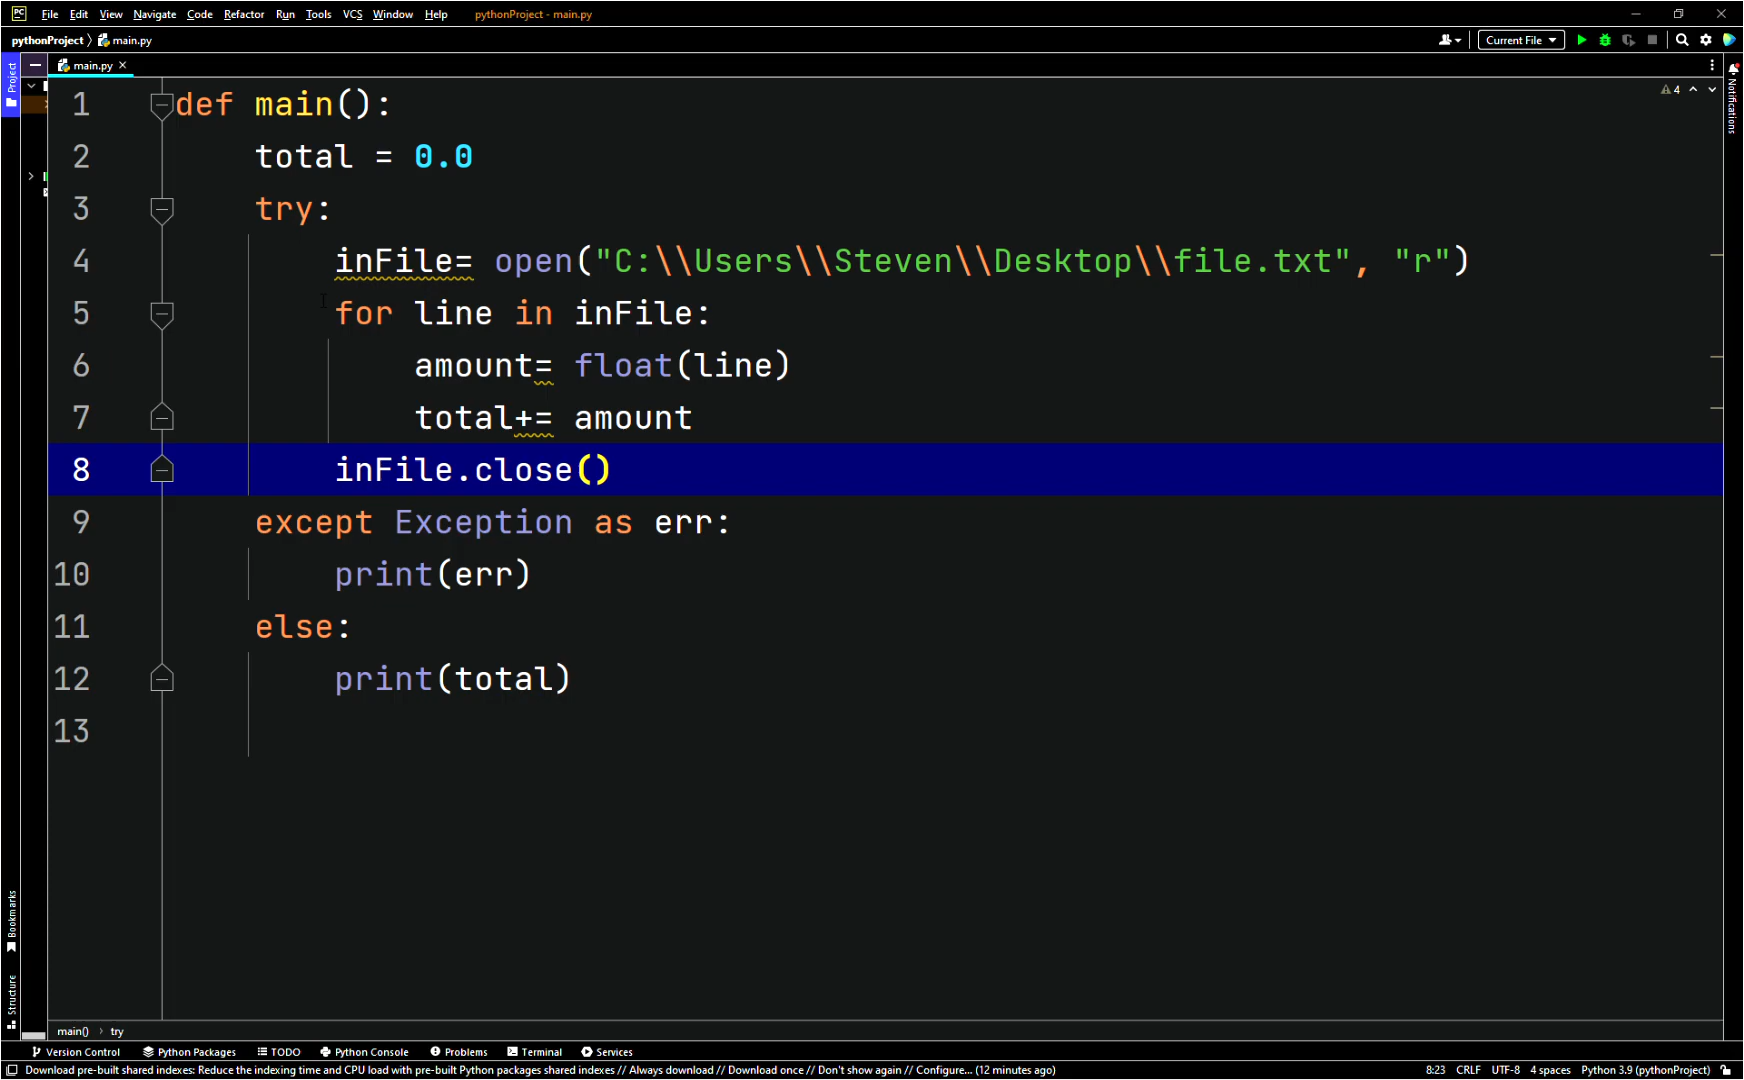 PC File Edit View Navigate Code Refactor Run Tools VCS Window Help pythonProject - main.py
pythonProject 〉 main.py Current File
Project main.py 4 Notifications
1 def main():
2 total = 0.0
3 try:
4 inFile= open("C:\\Users\\Steven\\Desktop\\file.txt", "r")
5 for line in inFile:
6 amount= float(line)
7 total+= amount
8 inFile.close()
9 except Exception as err:
10 print(err)
11 else:
12 print(total)
13
Bookmarks
Structure
main() › try
Version Control Python Packages TODO Python Console Problems Terminal Services
Download pre-built shared indexes: Reduce the indexing time and CPU load with pre-built Python packages shared indexes // Always download // Download once // Don't show again // Configure... (12 minutes ago) 8:23 CRLF UTF-8 4 spaces Python 3.9 (pythonProject)